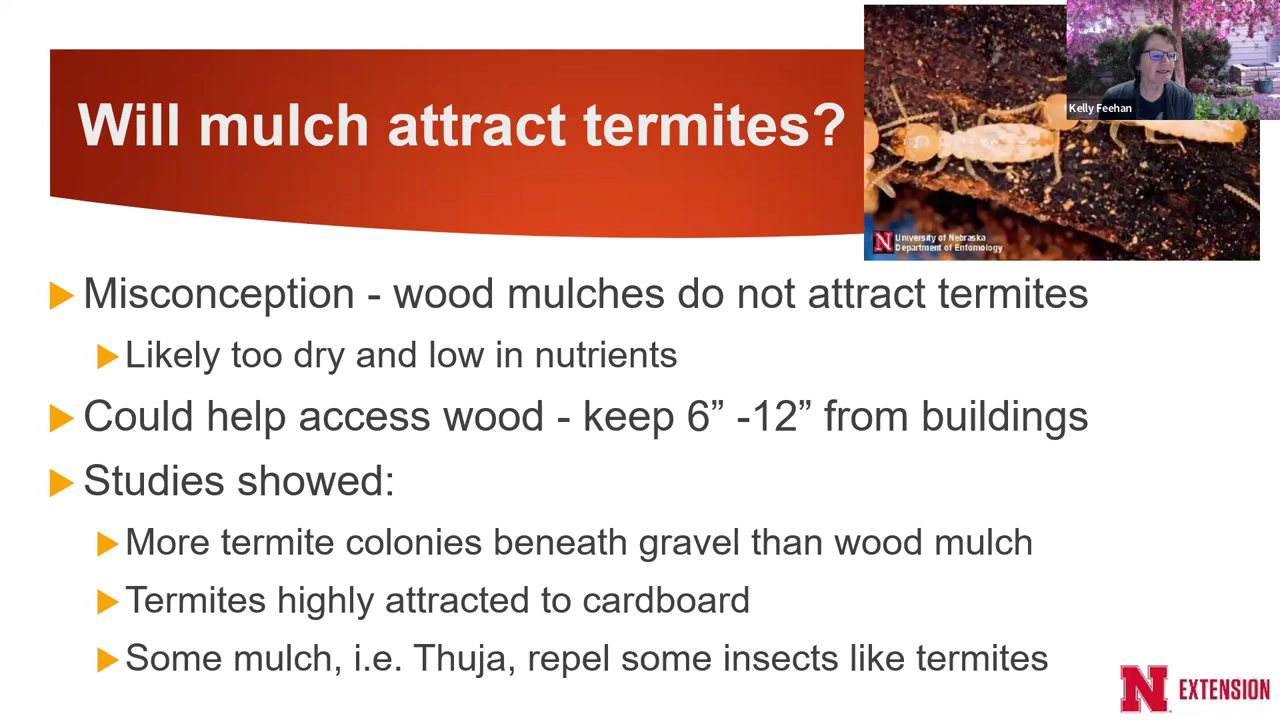 Will mulch attract termites?
Kelly Feehan
University of Nebraska
Department of Entomology
Misconception - wood mulches do not attract termites
Likely too dry and low in nutrients
Could help access wood - keep 6” -12” from buildings
Studies showed:
More termite colonies beneath gravel than wood mulch
Termites highly attracted to cardboard
Some mulch, i.e. Thuja, repel some insects like termites
N EXTENSION